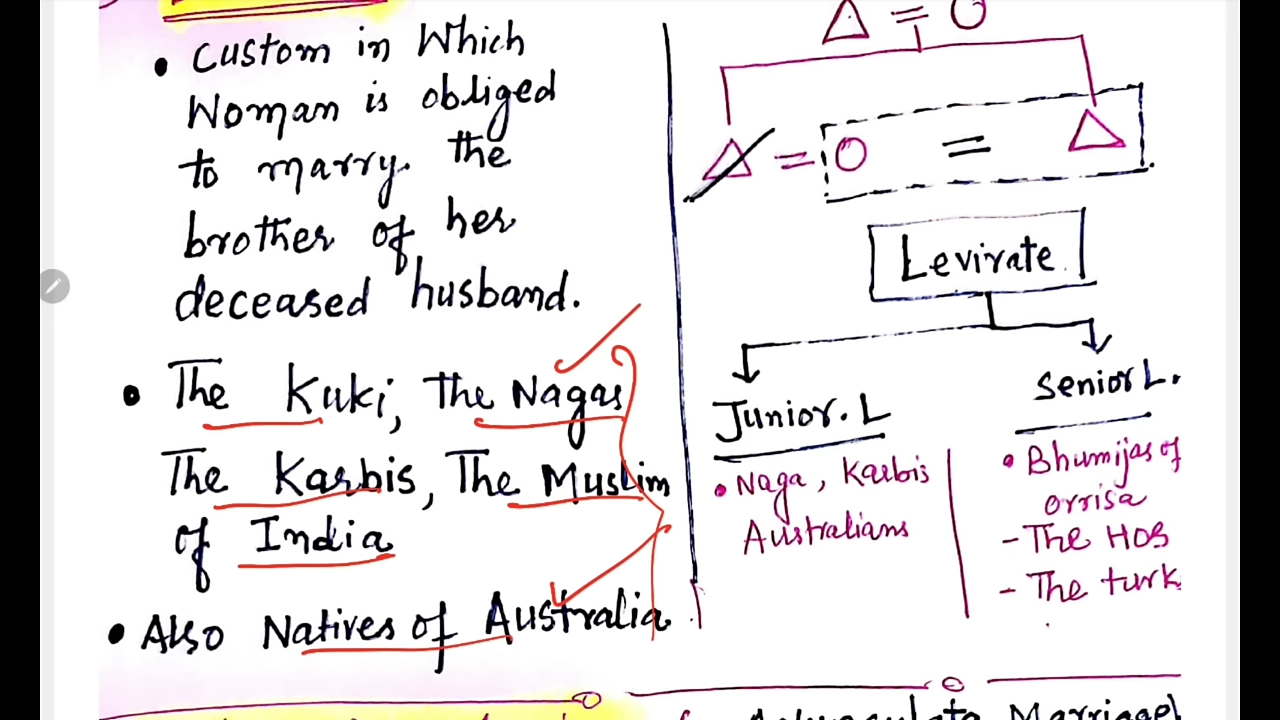 • Custom in Which
Woman is obliged
to marry. the
brother of her
deceased husband.
• The Kuki, the Nagas
The Karbis, The Muslim
of India
• Also Natives of Australia
Levirate
Junior. L
• Naga, Karbis
Australians
Senior L.
• Bhumijas of
orrisa
- The HOS
- The turk
Marriage